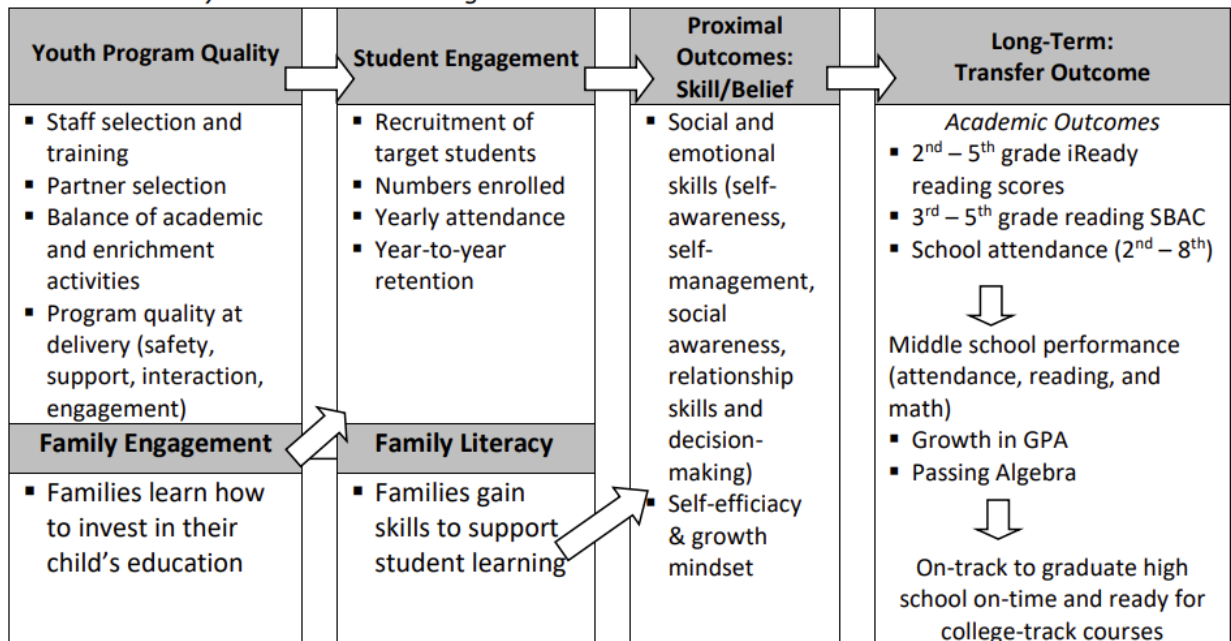 Youth Program Quality
▪ Staff selection and
training
▪ Partner selection
▪ Balance of academic
and enrichment
activities
▪ Program quality at
delivery (safety,
support, interaction,
engagement)
Family Engagement
▪ Families learn how
to invest in their
child’s education
Student Engagement
▪ Recruitment of
target students
▪ Numbers enrolled
▪ Yearly attendance
▪ Year-to-year
retention
Family Literacy
▪ Families gain
skills to support
student learning
Proximal
Outcomes:
Skill/Belief
▪ Social and
emotional
skills (self-
awareness,
self-
management,
social
awareness,
relationship
skills and
decision-
making)
▪ Self-efficiacy
& growth
mindset
Long-Term:
Transfer Outcome
Academic Outcomes
▪ 2nd – 5th grade iReady
reading scores
▪ 3rd – 5th grade reading SBAC
▪ School attendance (2nd – 8th)
Middle school performance
(attendance, reading, and
math)
▪ Growth in GPA
▪ Passing Algebra
On-track to graduate high
school on-time and ready for
college-track courses